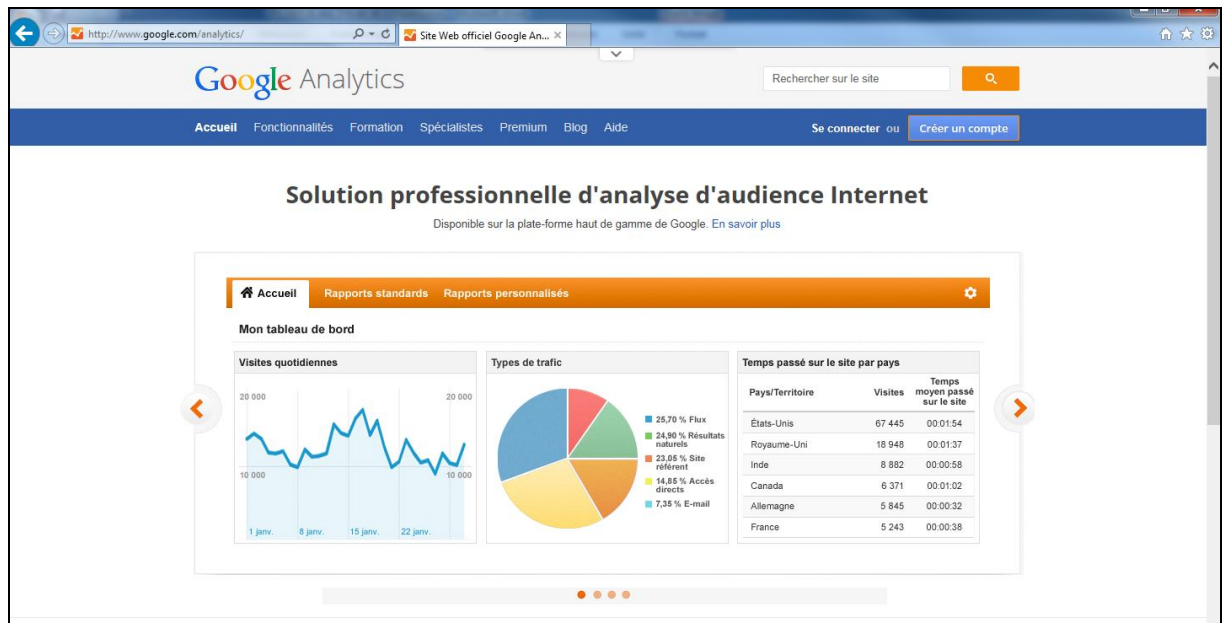 http://www.google.com/analytics/
Site Web officiel Google An...
Google Analytics
Rechercher sur le site
Accueil Fonctionnalités Formation Spécialistes Premium Blog Aide
Se connecter ou Créer un compte
Solution professionnelle d'analyse d'audience Internet
Disponible sur la plate-forme haut de gamme de Google. En savoir plus
Accueil Rapports standards Rapports personnalisés
Mon tableau de bord
Visites quotidiennes
20 000 20 000
10 000 10 000
1 janv. 8 janv. 15 janv. 22 janv.
Types de trafic
25,70 % Flux
24,90 % Résultats
naturels
23,05 % Site
référent
14,85 % Accès
directs
7,35 % E-mail
Temps passé sur le site par pays
Pays/Territoire Visites Temps
moyen passé
sur le site
États-Unis 67 445 00:01:54
Royaume-Uni 18 948 00:01:37
Inde 8 882 00:00:58
Canada 6 371 00:01:02
Allemagne 5 845 00:00:32
France 5 243 00:00:38